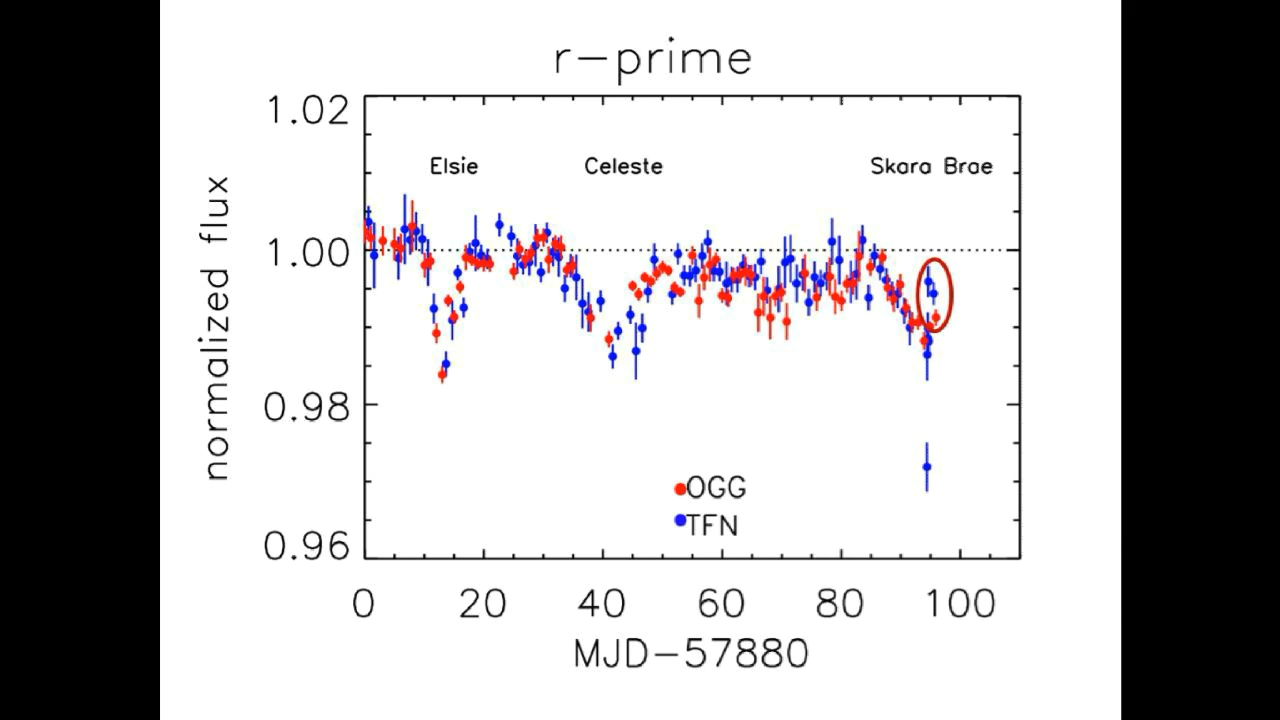 r-prime
1.02
Elsie Celeste Skara Brae
1.00
normalized flux
0.98
OGG
TFN
0.96
0 20 40 60 80 100
MJD-57880